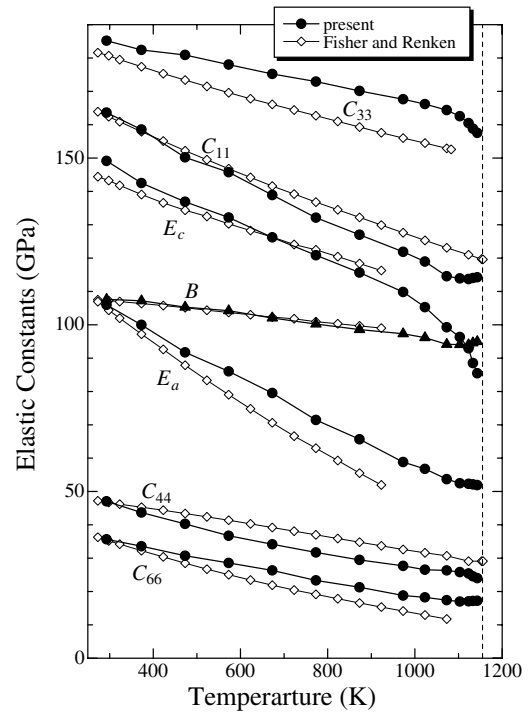 present
Fisher and Renken
C33
C11
Ec
B
Ea
C44
C66
150
100
50
0
400
600
800
1000
1200
Elastic Constants (GPa)
Temperarture (K)